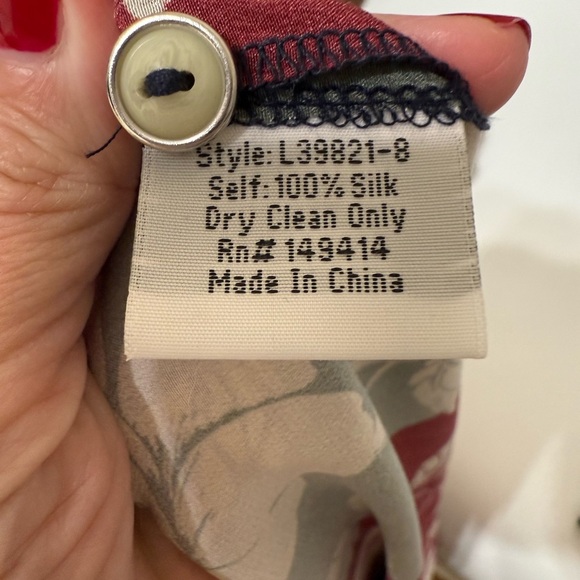 Style: L39821-8
Self: 100% Silk
Dry Clean Only
Rn# 149414
Made In China